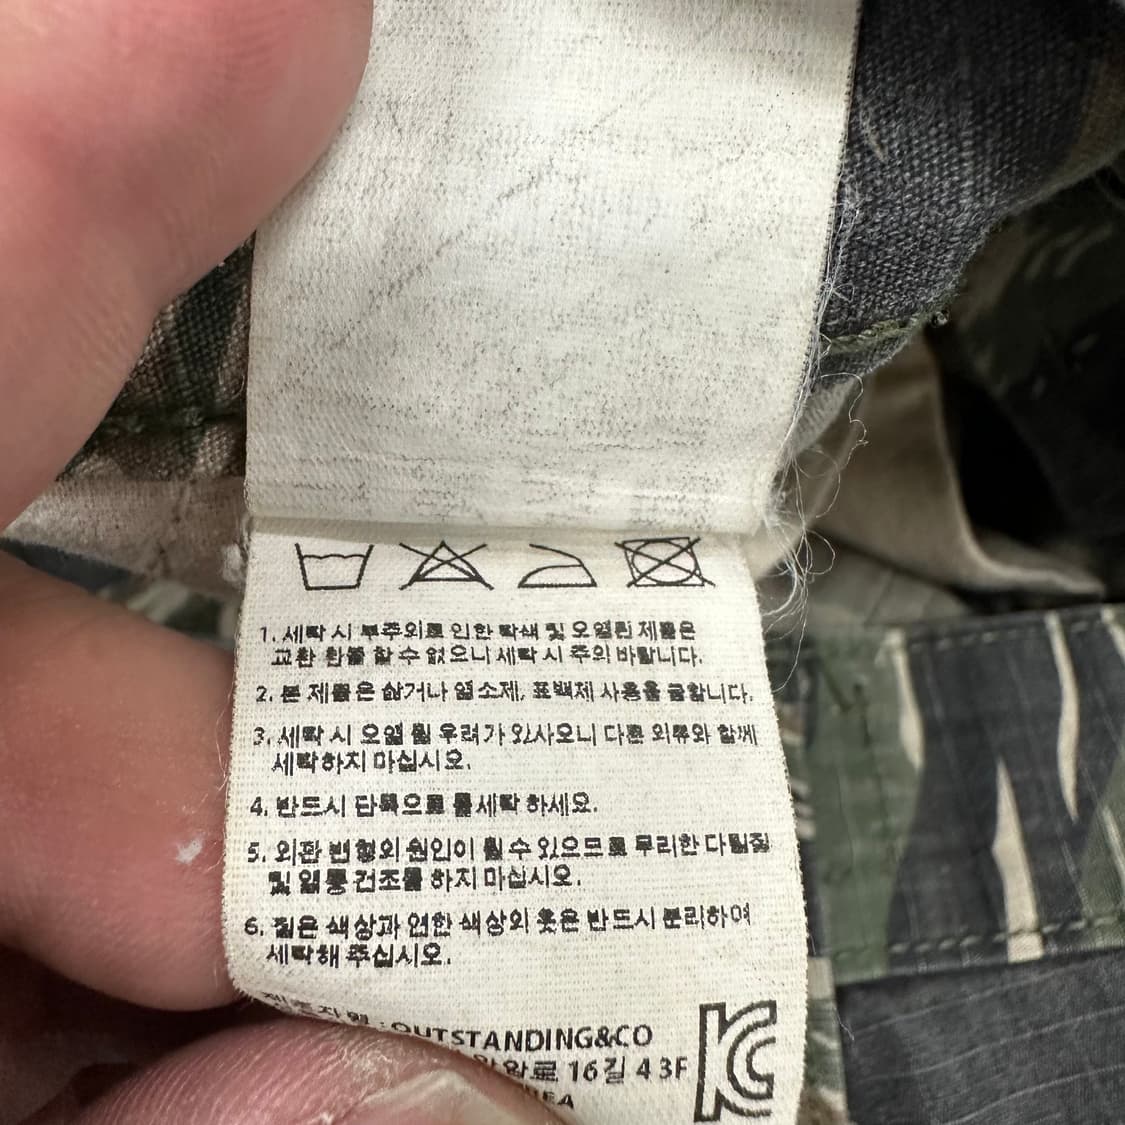 1. 세탁 시 부주의로 인한 탁색 및 오염된 제품은
교환 환불 할 수 없으니 세탁 시 주의 바랍니다.
2. 본 제품은 삶거나 염소제, 표백제 사용을 금합니다.
3. 세탁 시 오염 될 우려가 있사오니 다른 의류와 함께
세탁하지 마십시오.
4. 반드시 단독으로 물세탁 하세요.
5. 외관 변형의 원인이 될 수 있으므로 무리한 다림질
및 열풍 건조를 하지 마십시오.
6. 짙은 색상과 연한 색상의 옷은 반드시 분리하여
세탁해 주십시오.
: OUTSTANDING&CO
16길 4 3F
KC